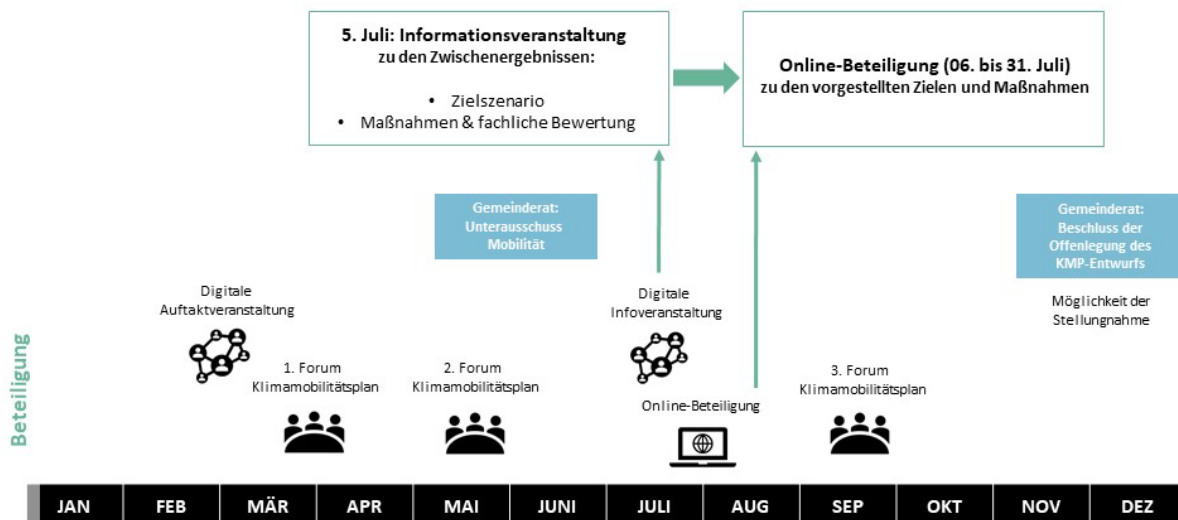 5. Juli: Informationsveranstaltung
zu den Zwischenergebnissen:
• Zielszenario
• Maßnahmen & fachliche Bewertung
Online-Beteiligung (06. bis 31. Juli)
zu den vorgestellten Zielen und Maßnahmen
Gemeinderat:
Unterausschuss
Mobilität
Gemeinderat:
Beschluss der
Offenlegung des
KMP-Entwurfs
Möglichkeit der
Stellungnahme
Digitale
Auftaktveranstaltung
Digitale
Infoveranstaltung
1. Forum
Klimamobilitätsplan
2. Forum
Klimamobilitätsplan
3. Forum
Klimamobilitätsplan
Online-Beteiligung
Beteiligung
JAN FEB MÄR APR MAI JUNI JULI AUG SEP OKT NOV DEZ